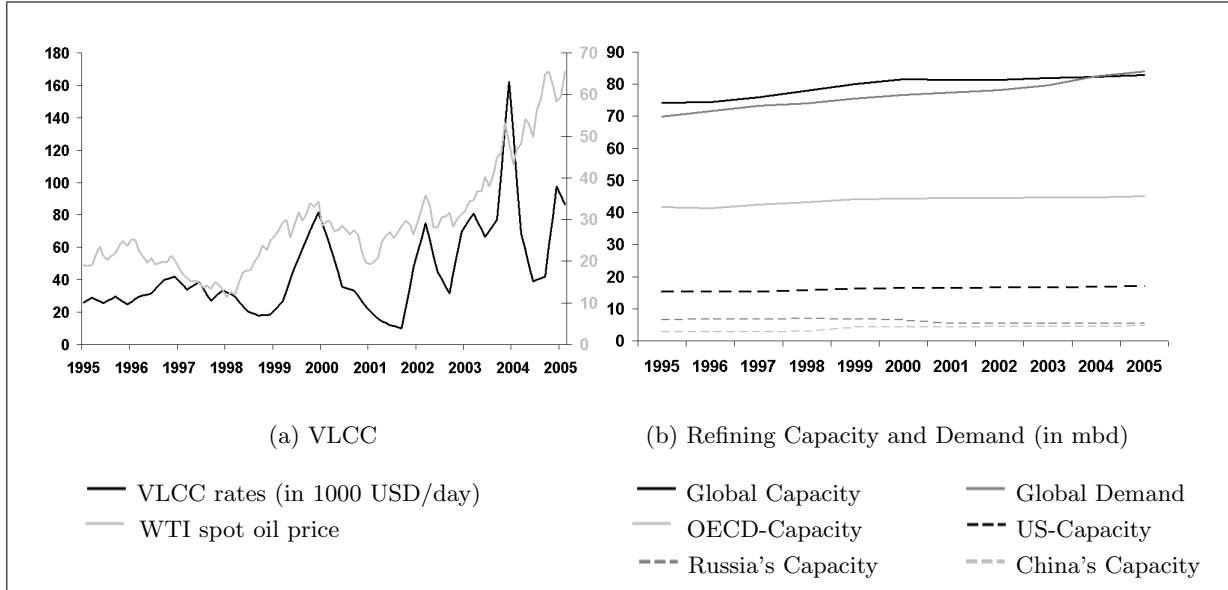 180
160
140
120
100
80
60
40
20
0
70
60
50
40
30
20
10
0
1995 1996 1997 1998 1999 2000 2001 2002 2003 2004 2005
90
80
70
60
50
40
30
20
10
0
1995 1996 1997 1998 1999 2000 2001 2002 2003 2004 2005
(a) VLCC
(b) Refining Capacity and Demand (in mbd)
VLCC rates (in 1000 USD/day)
WTI spot oil price
Global Capacity
Global Demand
OECD-Capacity
US-Capacity
Russia's Capacity
China's Capacity